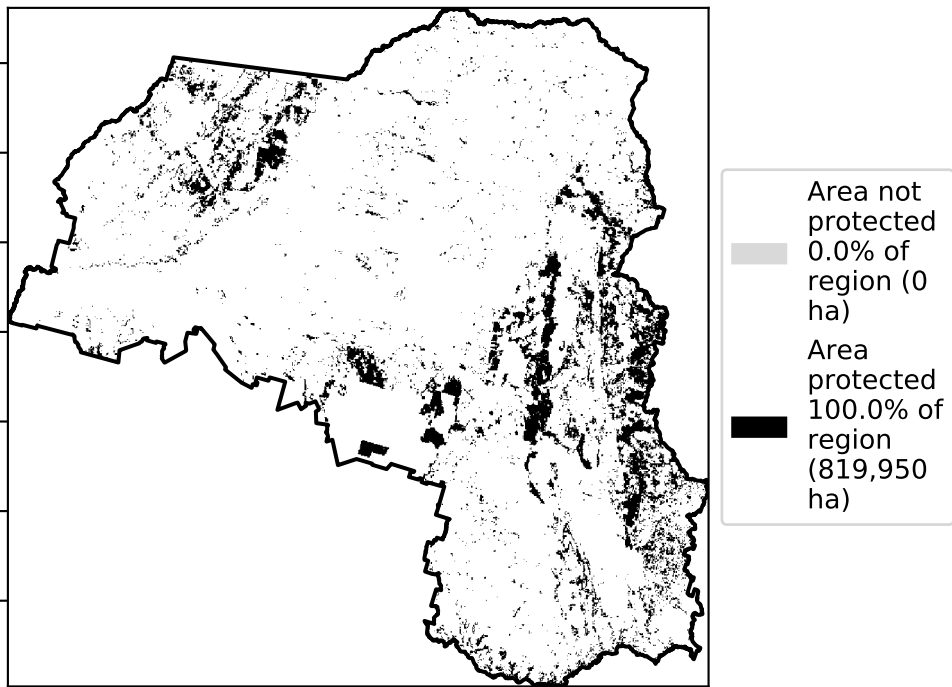 Area not
protected
0.0% of
region (0
ha)
Area
protected
100.0% of
region
(819,950
ha)